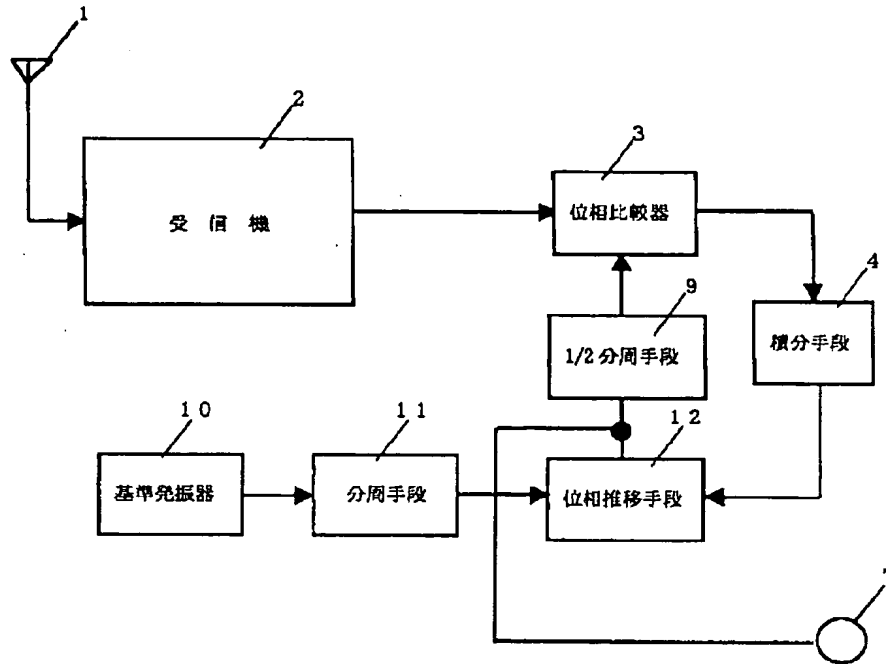 1
2
受信機
3
位相比較器
4
積分手段
9
1/2分周手段
10
基準発振器
11
分周手段
12
位相推移手段